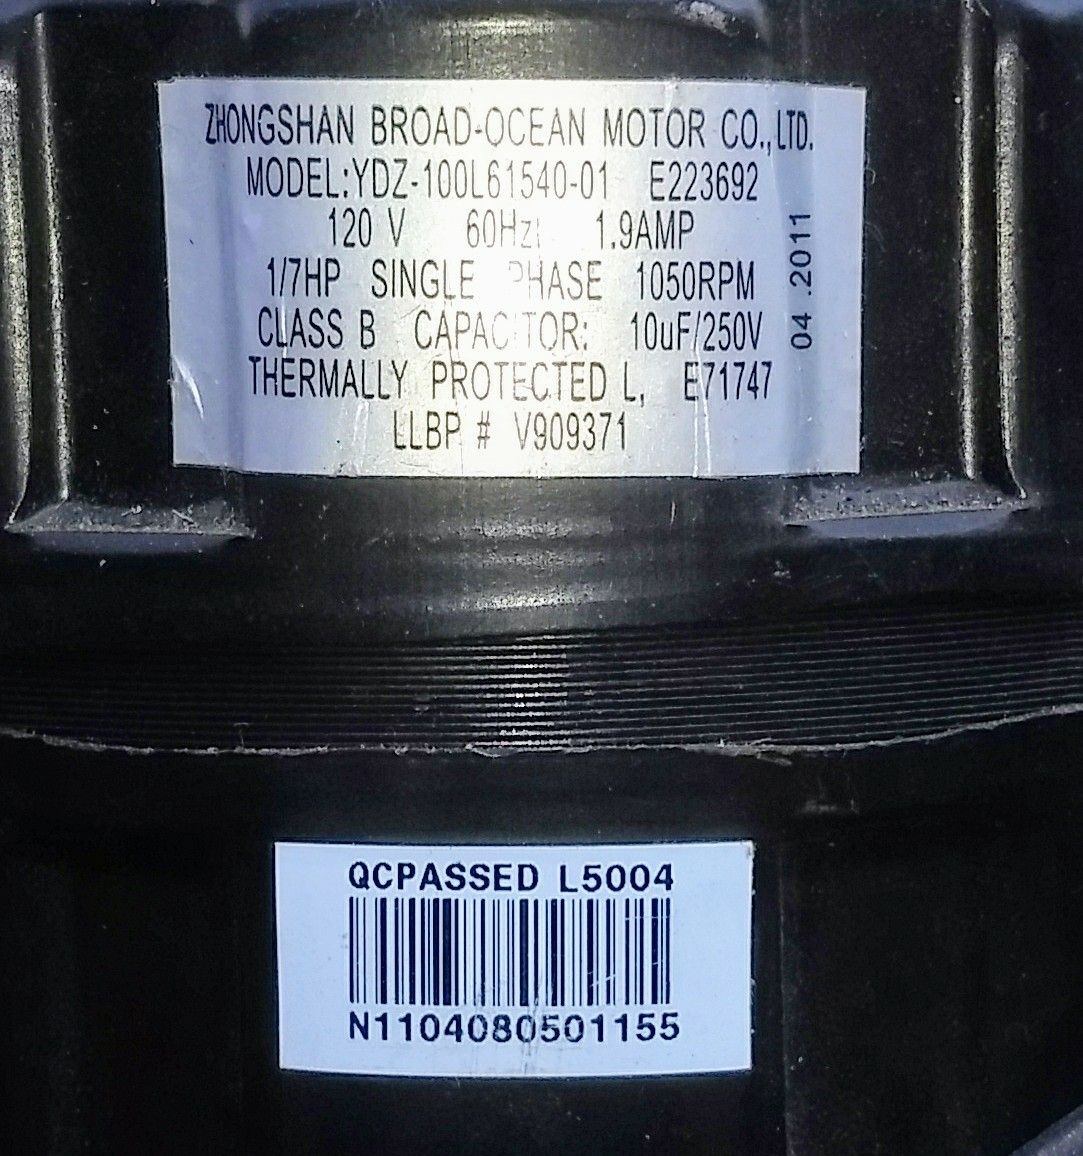 ZHONGSHAN BROAD-OCEAN MOTOR CO.,LTD.
MODEL:YDZ-100L61540-01 E223692
120 V 60Hz 1.9AMP
1/7HP SINGLE PHASE 1050RPM
CLASS B CAPACITOR: 10uF/250V
THERMALLY PROTECTED L, E71747
LLBP # V909371
04 .2011
QCPASSED L5004
N1104080501155